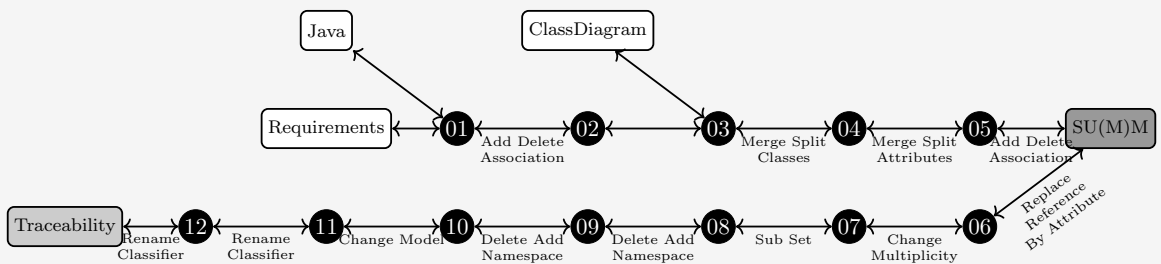 Java
ClassDiagram
Requirements
01
02
03
04
05
SU(M)M
Add Delete
Association
Merge Split
Classes
Merge Split
Attributes
Add Delete
Association
Replace
Reference
By Attribute
Traceability
12
11
10
09
08
07
06
Rename
Classifier
Rename
Classifier
Change Model
Delete Add
Namespace
Delete Add
Namespace
Sub Set
Change
Multiplicity